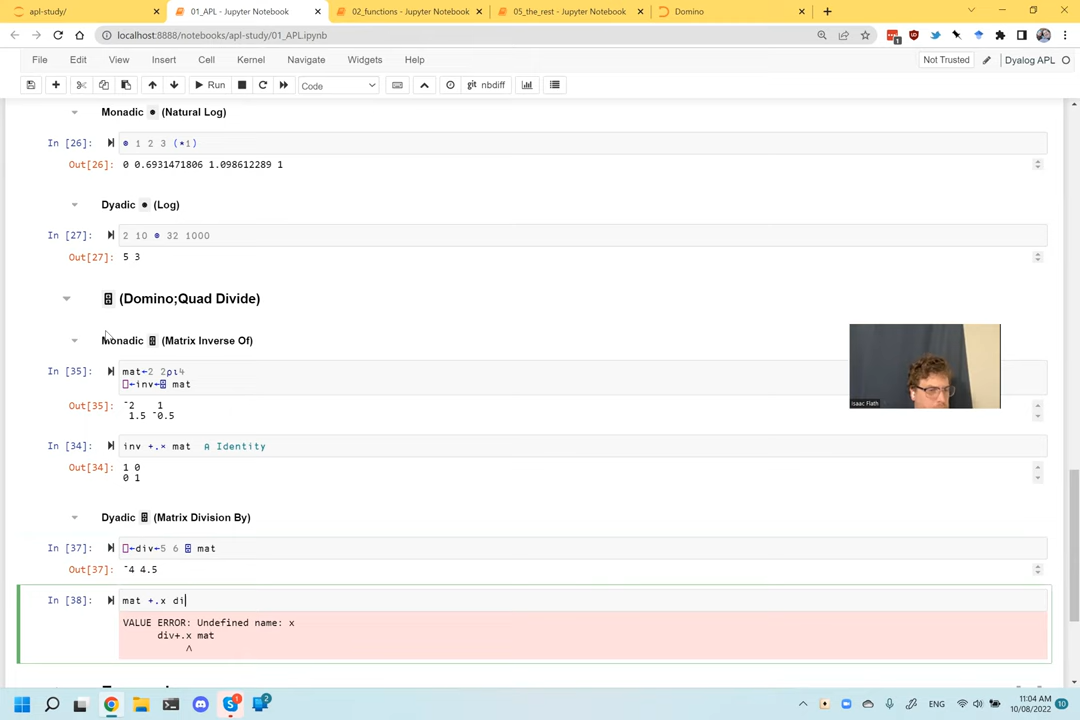 apl-study/
01_APL - Jupyter Notebook
02_functions - Jupyter Notebook
05_the_rest - Jupyter Notebook
Domino
localhost:8888/notebooks/apl-study/01_APL.ipynb
File Edit View Insert Cell Kernel Navigate Widgets Help
Not Trusted
Dyalog APL
Run
Code
nbdiff
Monadic ⍟ (Natural Log)
In [26]: ⍟ 1 2 3 (*1)
Out[26]: 0 0.6931471806 1.098612289 1
Dyadic ⍟ (Log)
In [27]: 2 10 ⍟ 32 1000
Out[27]: 5 3
⌹ (Domino;Quad Divide)
Monadic ⌹ (Matrix Inverse Of)
In [35]: mat←2 2⍴⍳4
⎕←inv←⌹ mat
Out[35]: ¯2 1
1.5 ¯0.5
In [34]: inv +.× mat ⍝ Identity
Out[34]: 1 0
0 1
Dyadic ⌹ (Matrix Division By)
In [37]: ⎕←div←5 6 ⌹ mat
Out[37]: ¯4 4.5
In [38]: mat +.x di
VALUE ERROR: Undefined name: x
div+.x mat
∧
Isaac Flath
ENG
11:04 AM
10/08/2022
10